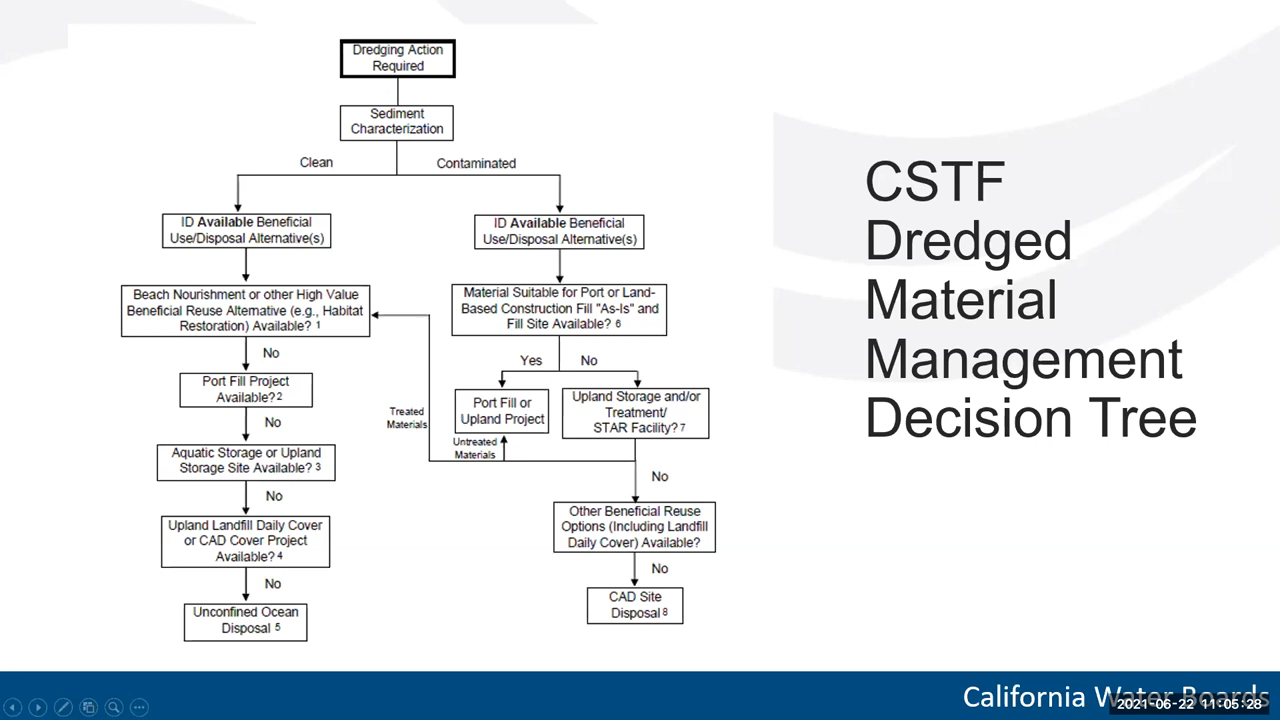 Dredging Action
Required
Sediment
Characterization
Clean
Contaminated
ID Available Beneficial
Use/Disposal Alternative(s)
ID Available Beneficial
Use/Disposal Alternative(s)
Beach Nourishment or other High Value
Beneficial Reuse Alternative (e.g., Habitat
Restoration) Available? 1
Material Suitable for Port or Land-
Based Construction Fill "As-Is" and
Fill Site Available? 6
No
Yes
No
Port Fill Project
Available?2
Port Fill or
Upland Project
Upland Storage and/or
Treatment/
STAR Facility?7
Treated
Materials
Untreated
Materials
No
Aquatic Storage or Upland
Storage Site Available? 3
No
No
Upland Landfill Daily Cover
or CAD Cover Project
Available? 4
Other Beneficial Reuse
Options (Including Landfill
Daily Cover) Available?
No
No
Unconfined Ocean
Disposal 5
CAD Site
Disposal 8
CSTF
Dredged
Material
Management
Decision Tree
California Water Boards
2021-06-22 11:05:28